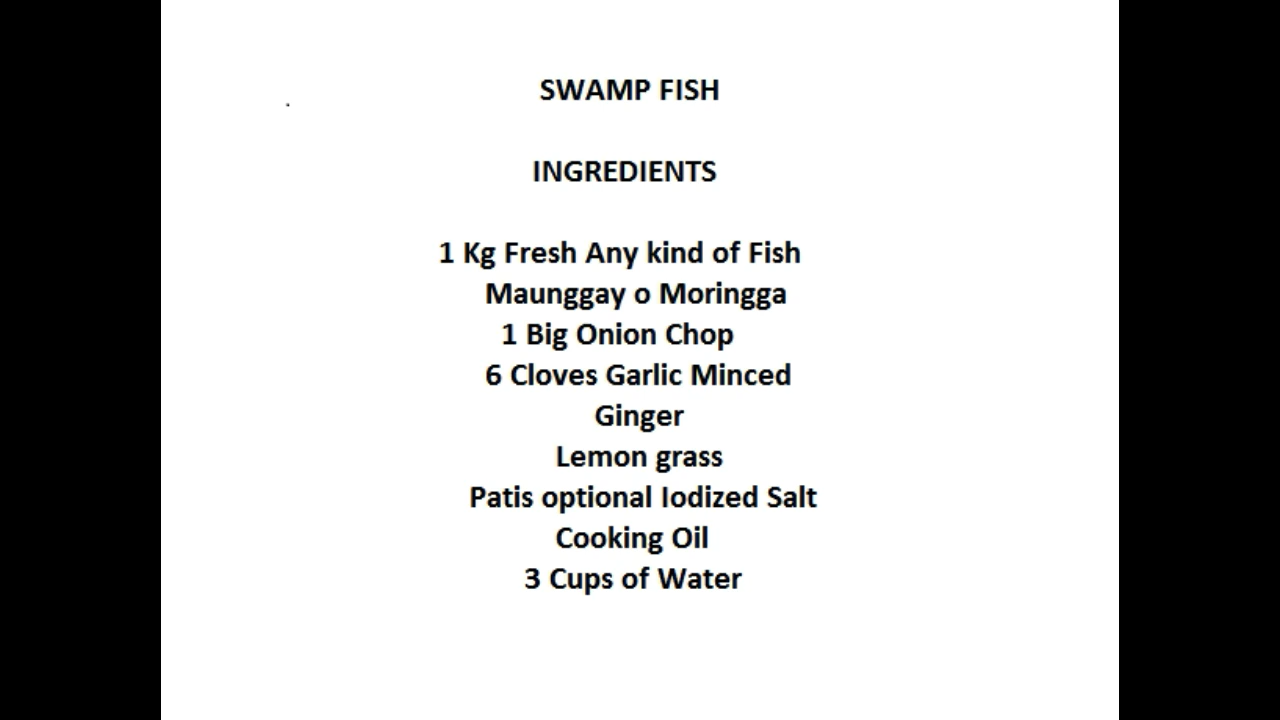 SWAMP FISH
INGREDIENTS
1 Kg Fresh Any kind of Fish
Maunggay o Moringga
1 Big Onion Chop
6 Cloves Garlic Minced
Ginger
Lemon grass
Patis optional Iodized Salt
Cooking Oil
3 Cups of Water